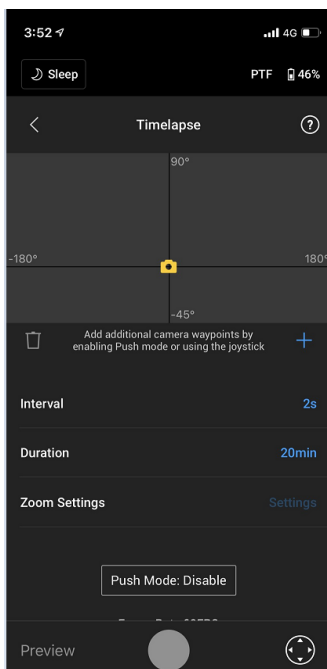 3:52 4G
Sleep PTF 46%
Timelapse ?
90°
-180° 180°
-45°
Add additional camera waypoints by
enabling Push mode or using the joystick
Interval 2s
Duration 20min
Zoom Settings Settings
Push Mode: Disable
Preview